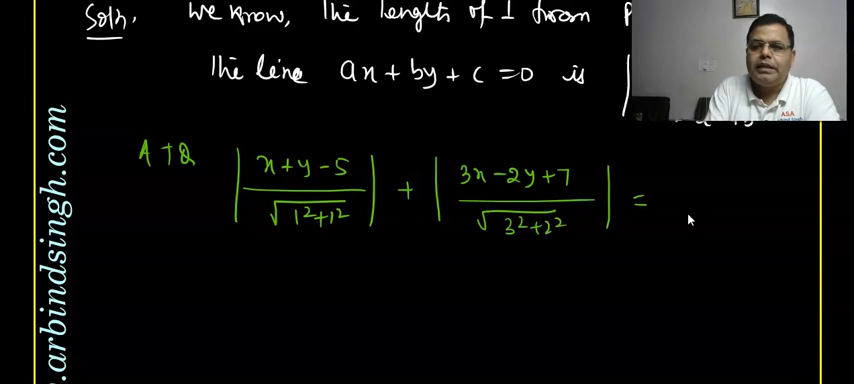 Soln. We know, The length of ⊥ from P
The line ax + by + c = 0 is |
A T Q | x + y - 5 / √(1² + 1²) | + | 3x - 2y + 7 / √(3² + 2²) | =
ASA
.arbindsingh.com